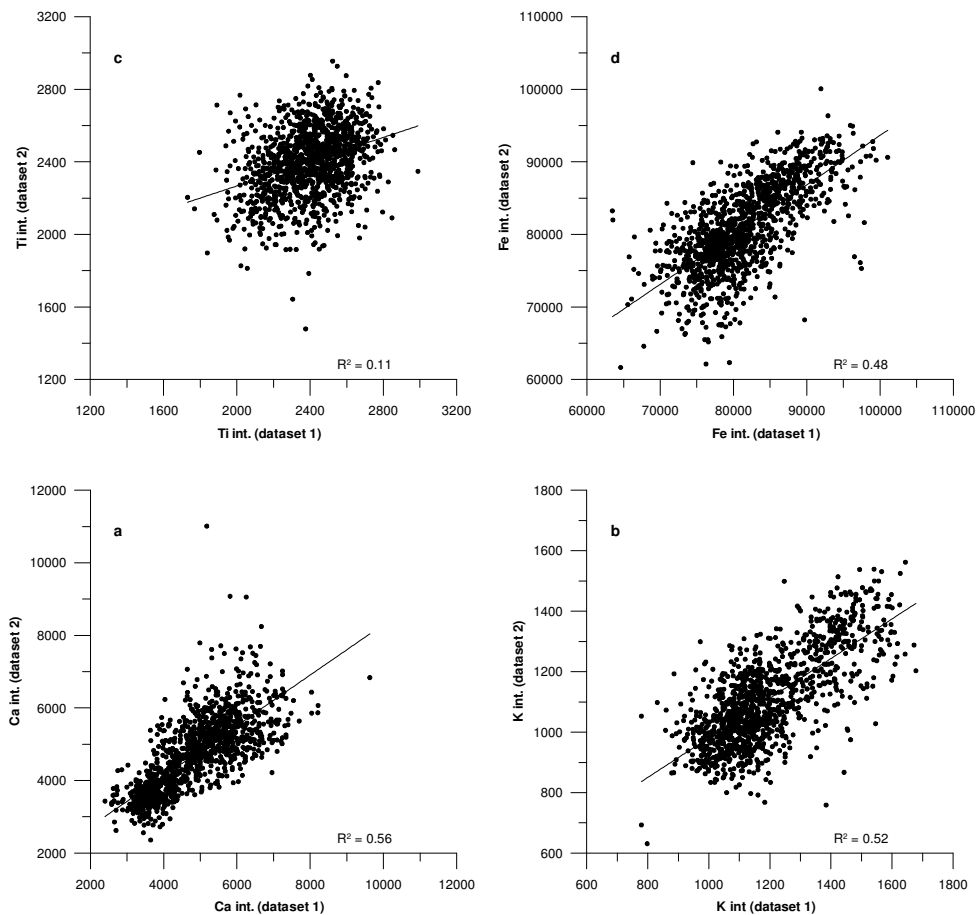 3200
2800
2400
2000
1600
1200
Ti int. (dataset 2)
c
R² = 0.11
1200 1600 2000 2400 2800 3200
Ti int. (dataset 1)
110000
100000
90000
80000
70000
60000
Fe int. (dataset 2)
d
R² = 0.48
60000 70000 80000 90000 100000 110000
Fe int. (dataset 1)
12000
10000
8000
6000
4000
2000
Ca int. (dataset 2)
a
R² = 0.56
2000 4000 6000 8000 10000 12000
Ca int. (dataset 1)
1800
1600
1400
1200
1000
800
600
K int. (dataset 2)
b
R² = 0.52
600 800 1000 1200 1400 1600 1800
K int (dataset 1)